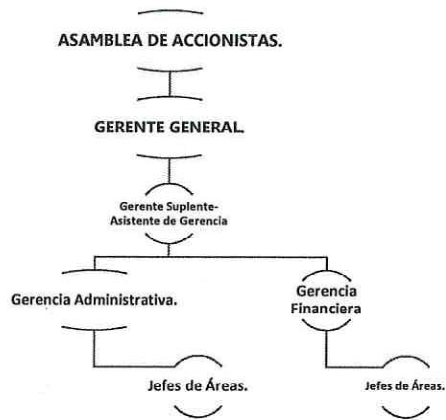 ASAMBLEA DE ACCIONISTAS.
GERENTE GENERAL.
Gerente Suplente-
Asistente de Gerencia
Gerencia Administrativa.
Gerencia
Financiera
Jefes de Áreas.
Jefes de Áreas.